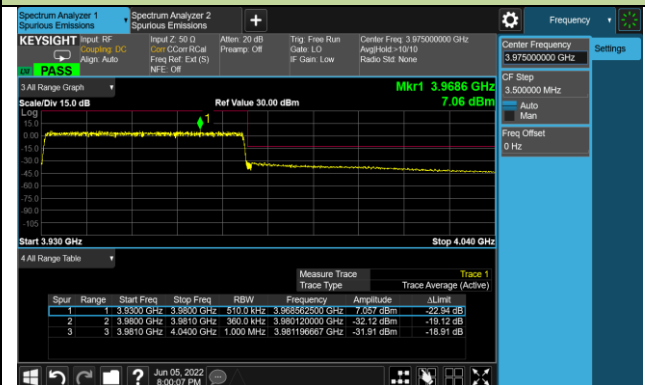 Spectrum Analyzer 1
Spurious Emissions
Spectrum Analyzer 2
Spurious Emissions
+
Frequency
KEYSIGHT
Input: RF
Coupling: DC
Align: Auto
Input Z: 50 Ω
Corr CCorr RCal
Freq Ref: Ext (S)
NFE: Off
Atten: 20 dB
Preamp: Off
Trig: Free Run
Gate: LO
IF Gain: Low
Center Freq: 3.975000000 GHz
Avg|Hold:>10/10
Radio Std: None
PASS
Center Frequency
3.975000000 GHz
Settings
CF Step
3.500000 MHz
Auto
Man
Freq Offset
0 Hz
3 All Range Graph
Mkr1 3.9686 GHz
Scale/Div 15.0 dB
Ref Value 30.00 dBm
7.06 dBm
Log
15.0
0.00
-15.0
-30.0
-45.0
-60.0
-75.0
-90.0
-105
1
Start 3.930 GHz
Stop 4.040 GHz
4 All Range Table
Measure Trace Trace 1
Trace Type Trace Average (Active)
Spur Range Start Freq Stop Freq RBW Frequency Amplitude ΔLimit
1 1 3.9300 GHz 3.9800 GHz 510.0 kHz 3.968562500 GHz 7.057 dBm -22.94 dB
2 2 3.9800 GHz 3.9810 GHz 360.0 kHz 3.980120000 GHz -32.12 dBm -19.12 dB
3 3 3.9810 GHz 4.0400 GHz 1.000 MHz 3.981196667 GHz -31.91 dBm -18.91 dB
?
Jun 05, 2022
8:00:07 PM